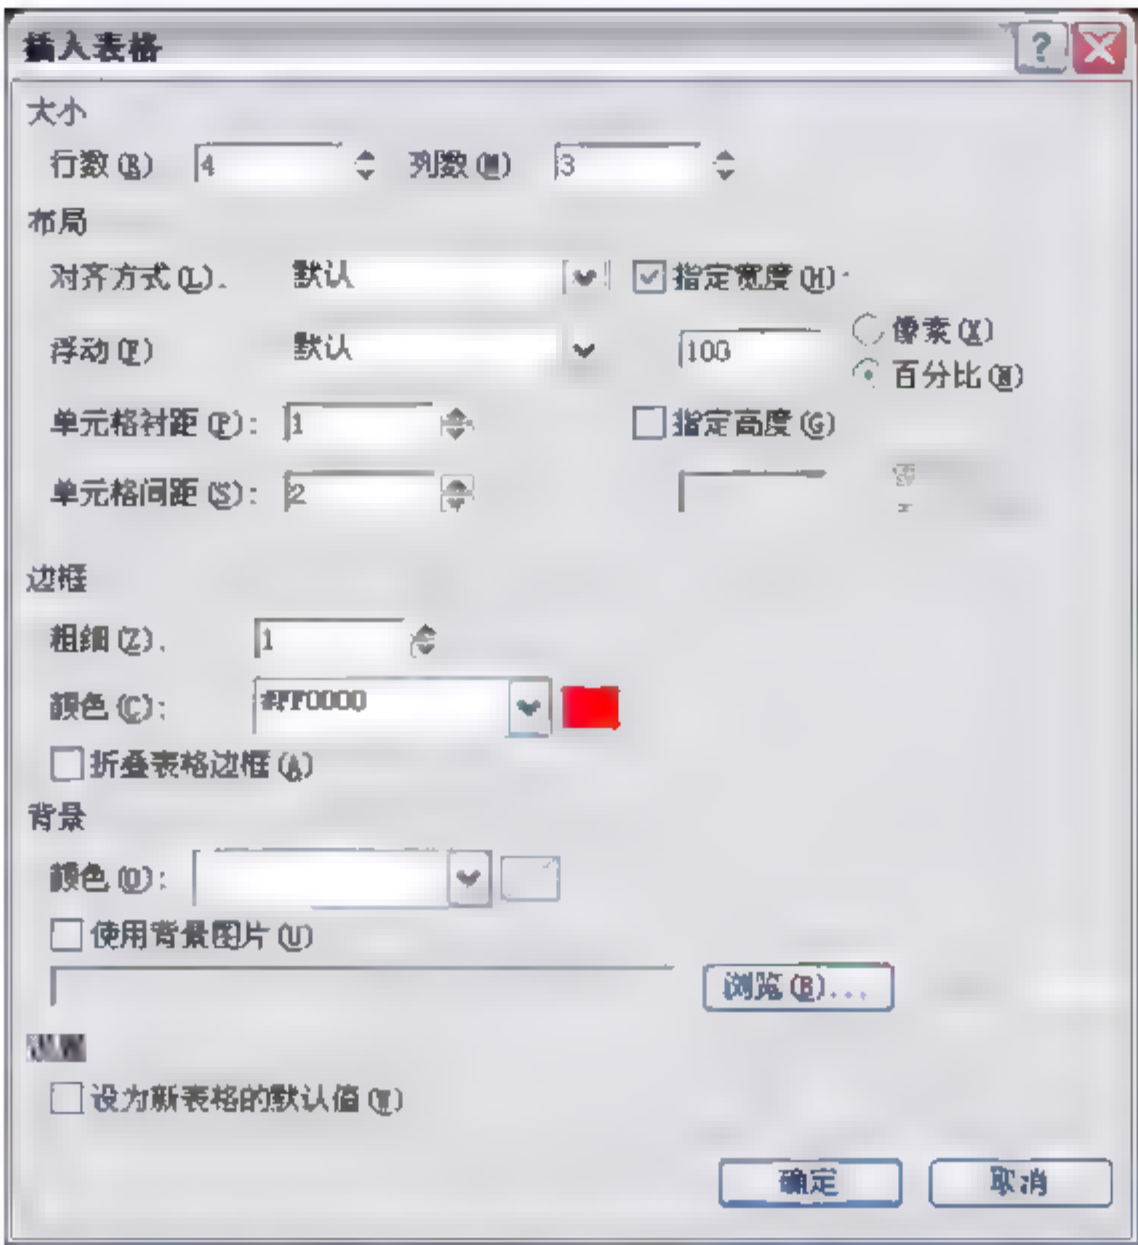 插入表格
大小
行数(R) 4 列数(M) 3
布局
对齐方式(L): 默认 指定宽度(H):
浮动(F) 默认 100 像素(X)
百分比(N)
单元格衬距(P): 1 指定高度(G)
单元格间距(S): 2
边框
粗细(Z): 1
颜色(C): #FF0000
折叠表格边框(A)
背景
颜色(O):
使用背景图片(U)
浏览(B)...
设为新表格的默认值(T)
确定 取消